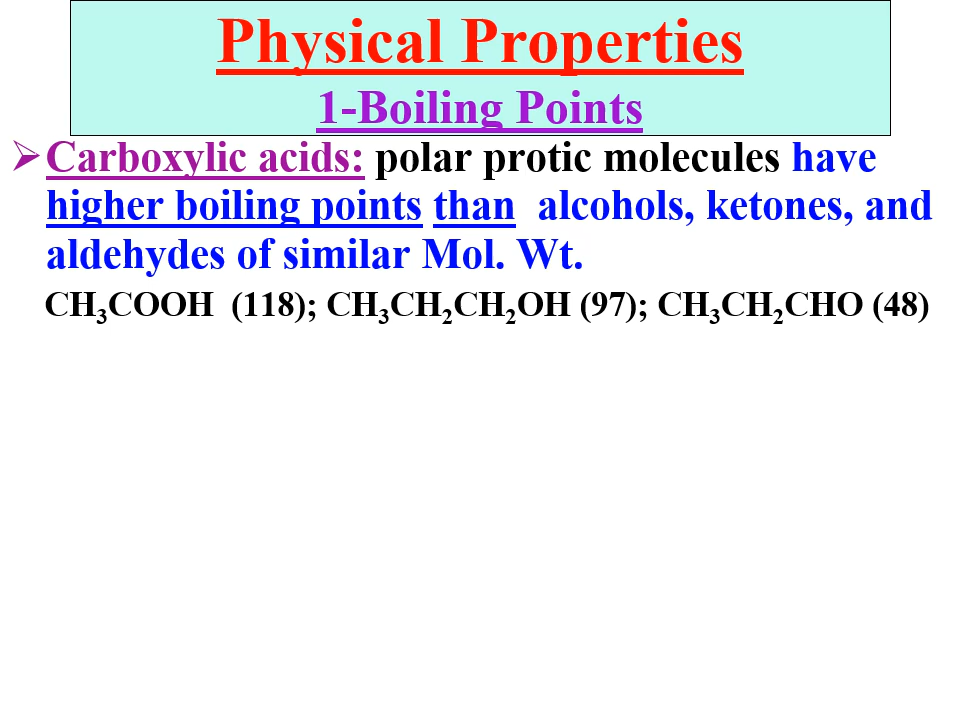 Physical Properties
1-Boiling Points
➢Carboxylic acids: polar protic molecules have
higher boiling points than alcohols, ketones, and
aldehydes of similar Mol. Wt.
CH₃COOH (118); CH₃CH₂CH₂OH (97); CH₃CH₂CHO (48)